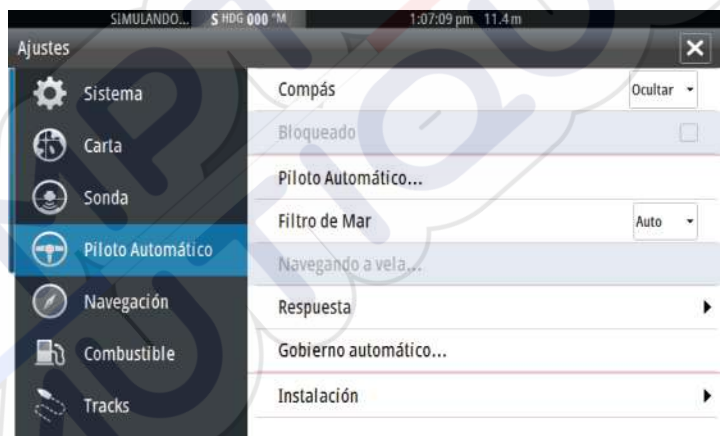 SIMULANDO... S HDG 000 °M 1:07:09 pm 11.4 m
Ajustes
Sistema
Carta
Sonda
Piloto Automático
Navegación
Combustible
Tracks
Compás Ocultar
Bloqueado
Piloto Automático...
Filtro de Mar Auto
Navegando a vela...
Respuesta
Gobierno automático...
Instalación